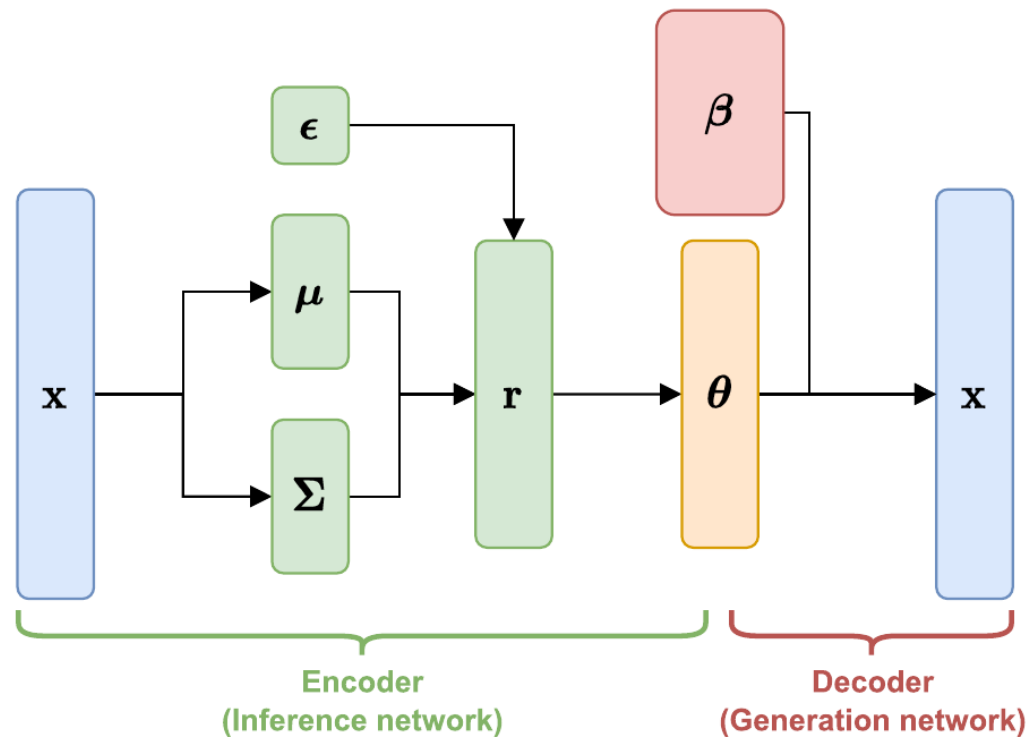 β
ϵ
μ
x
r
θ
x
Σ
Encoder
(Inference network)
Decoder
(Generation network)